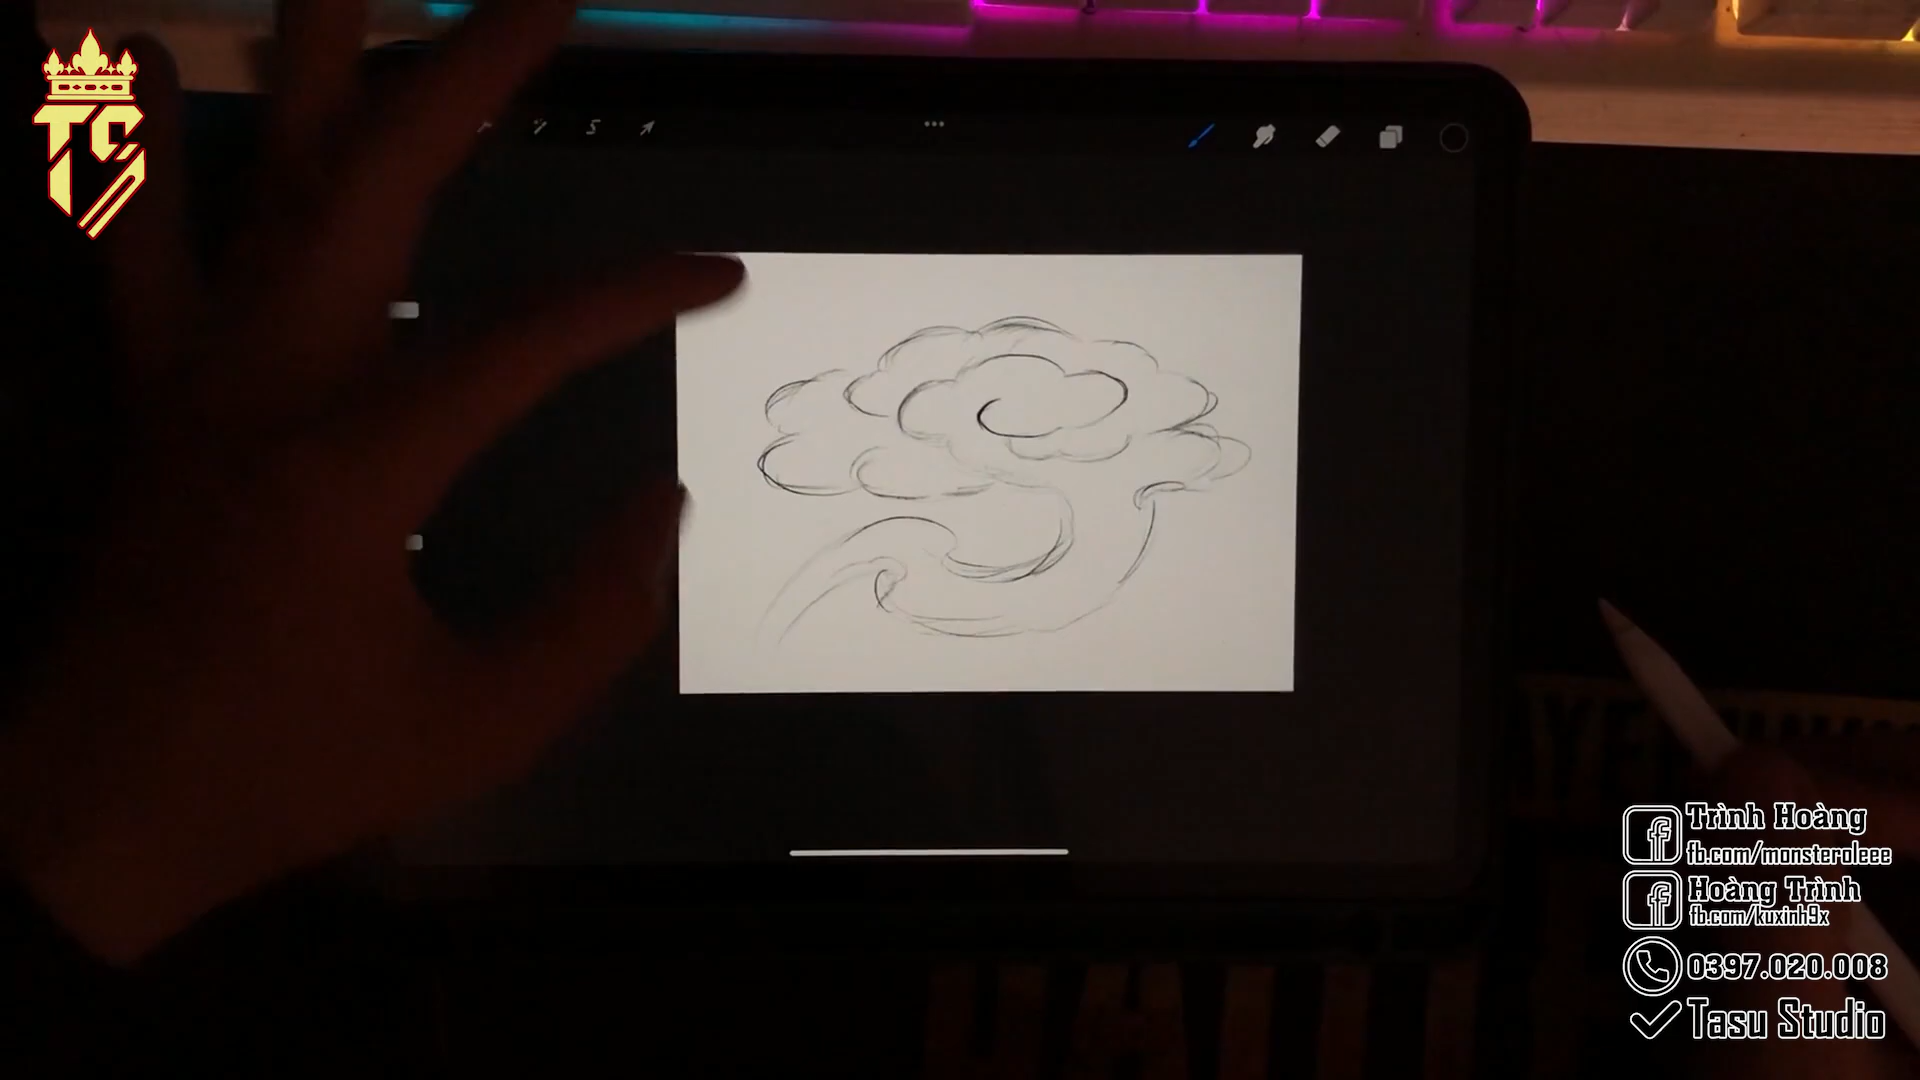 TS
Trình Hoàng
fb.com/monsteroleee
Hoàng Trình
fb.com/kuxinh9x
0397.020.008
Tasu Studio